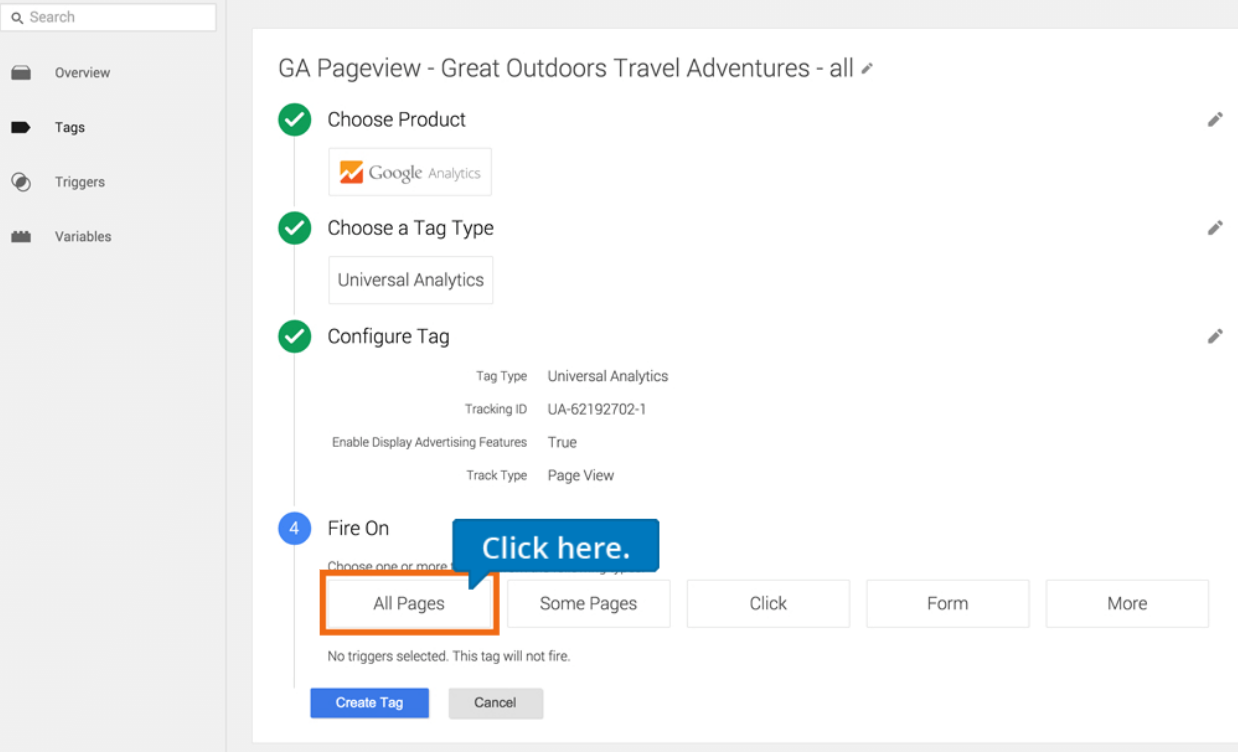 Search
Overview
Tags
Triggers
Variables
GA Pageview - Great Outdoors Travel Adventures - all
Choose Product
Google Analytics
Choose a Tag Type
Universal Analytics
Configure Tag
Tag Type Universal Analytics
Tracking ID UA-62192702-1
Enable Display Advertising Features True
Track Type Page View
4 Fire On
Click here.
Choose one or more
All Pages Some Pages Click Form More
No triggers selected. This tag will not fire.
Create Tag Cancel